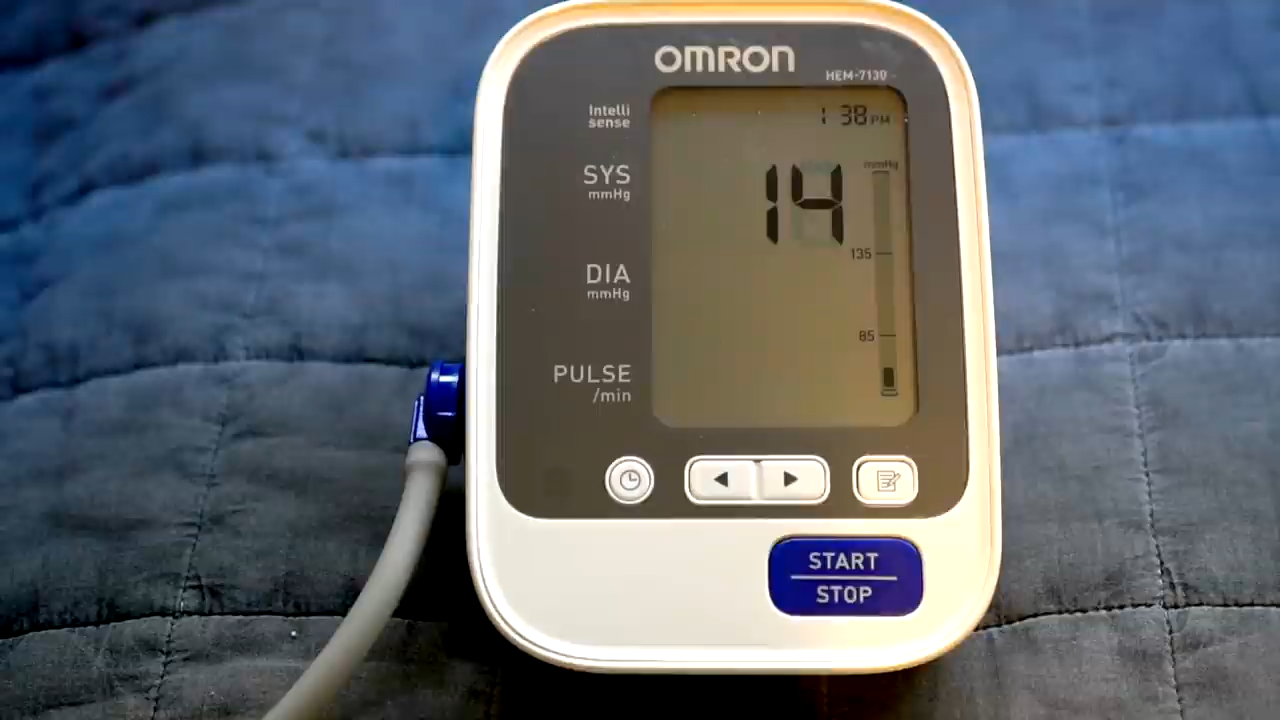 OMRON
HEM-7130
Intelli
sense
1 38 PM
SYS
mmHg
14
mmHg
135
DIA
mmHg
85
PULSE
/min
START
STOP